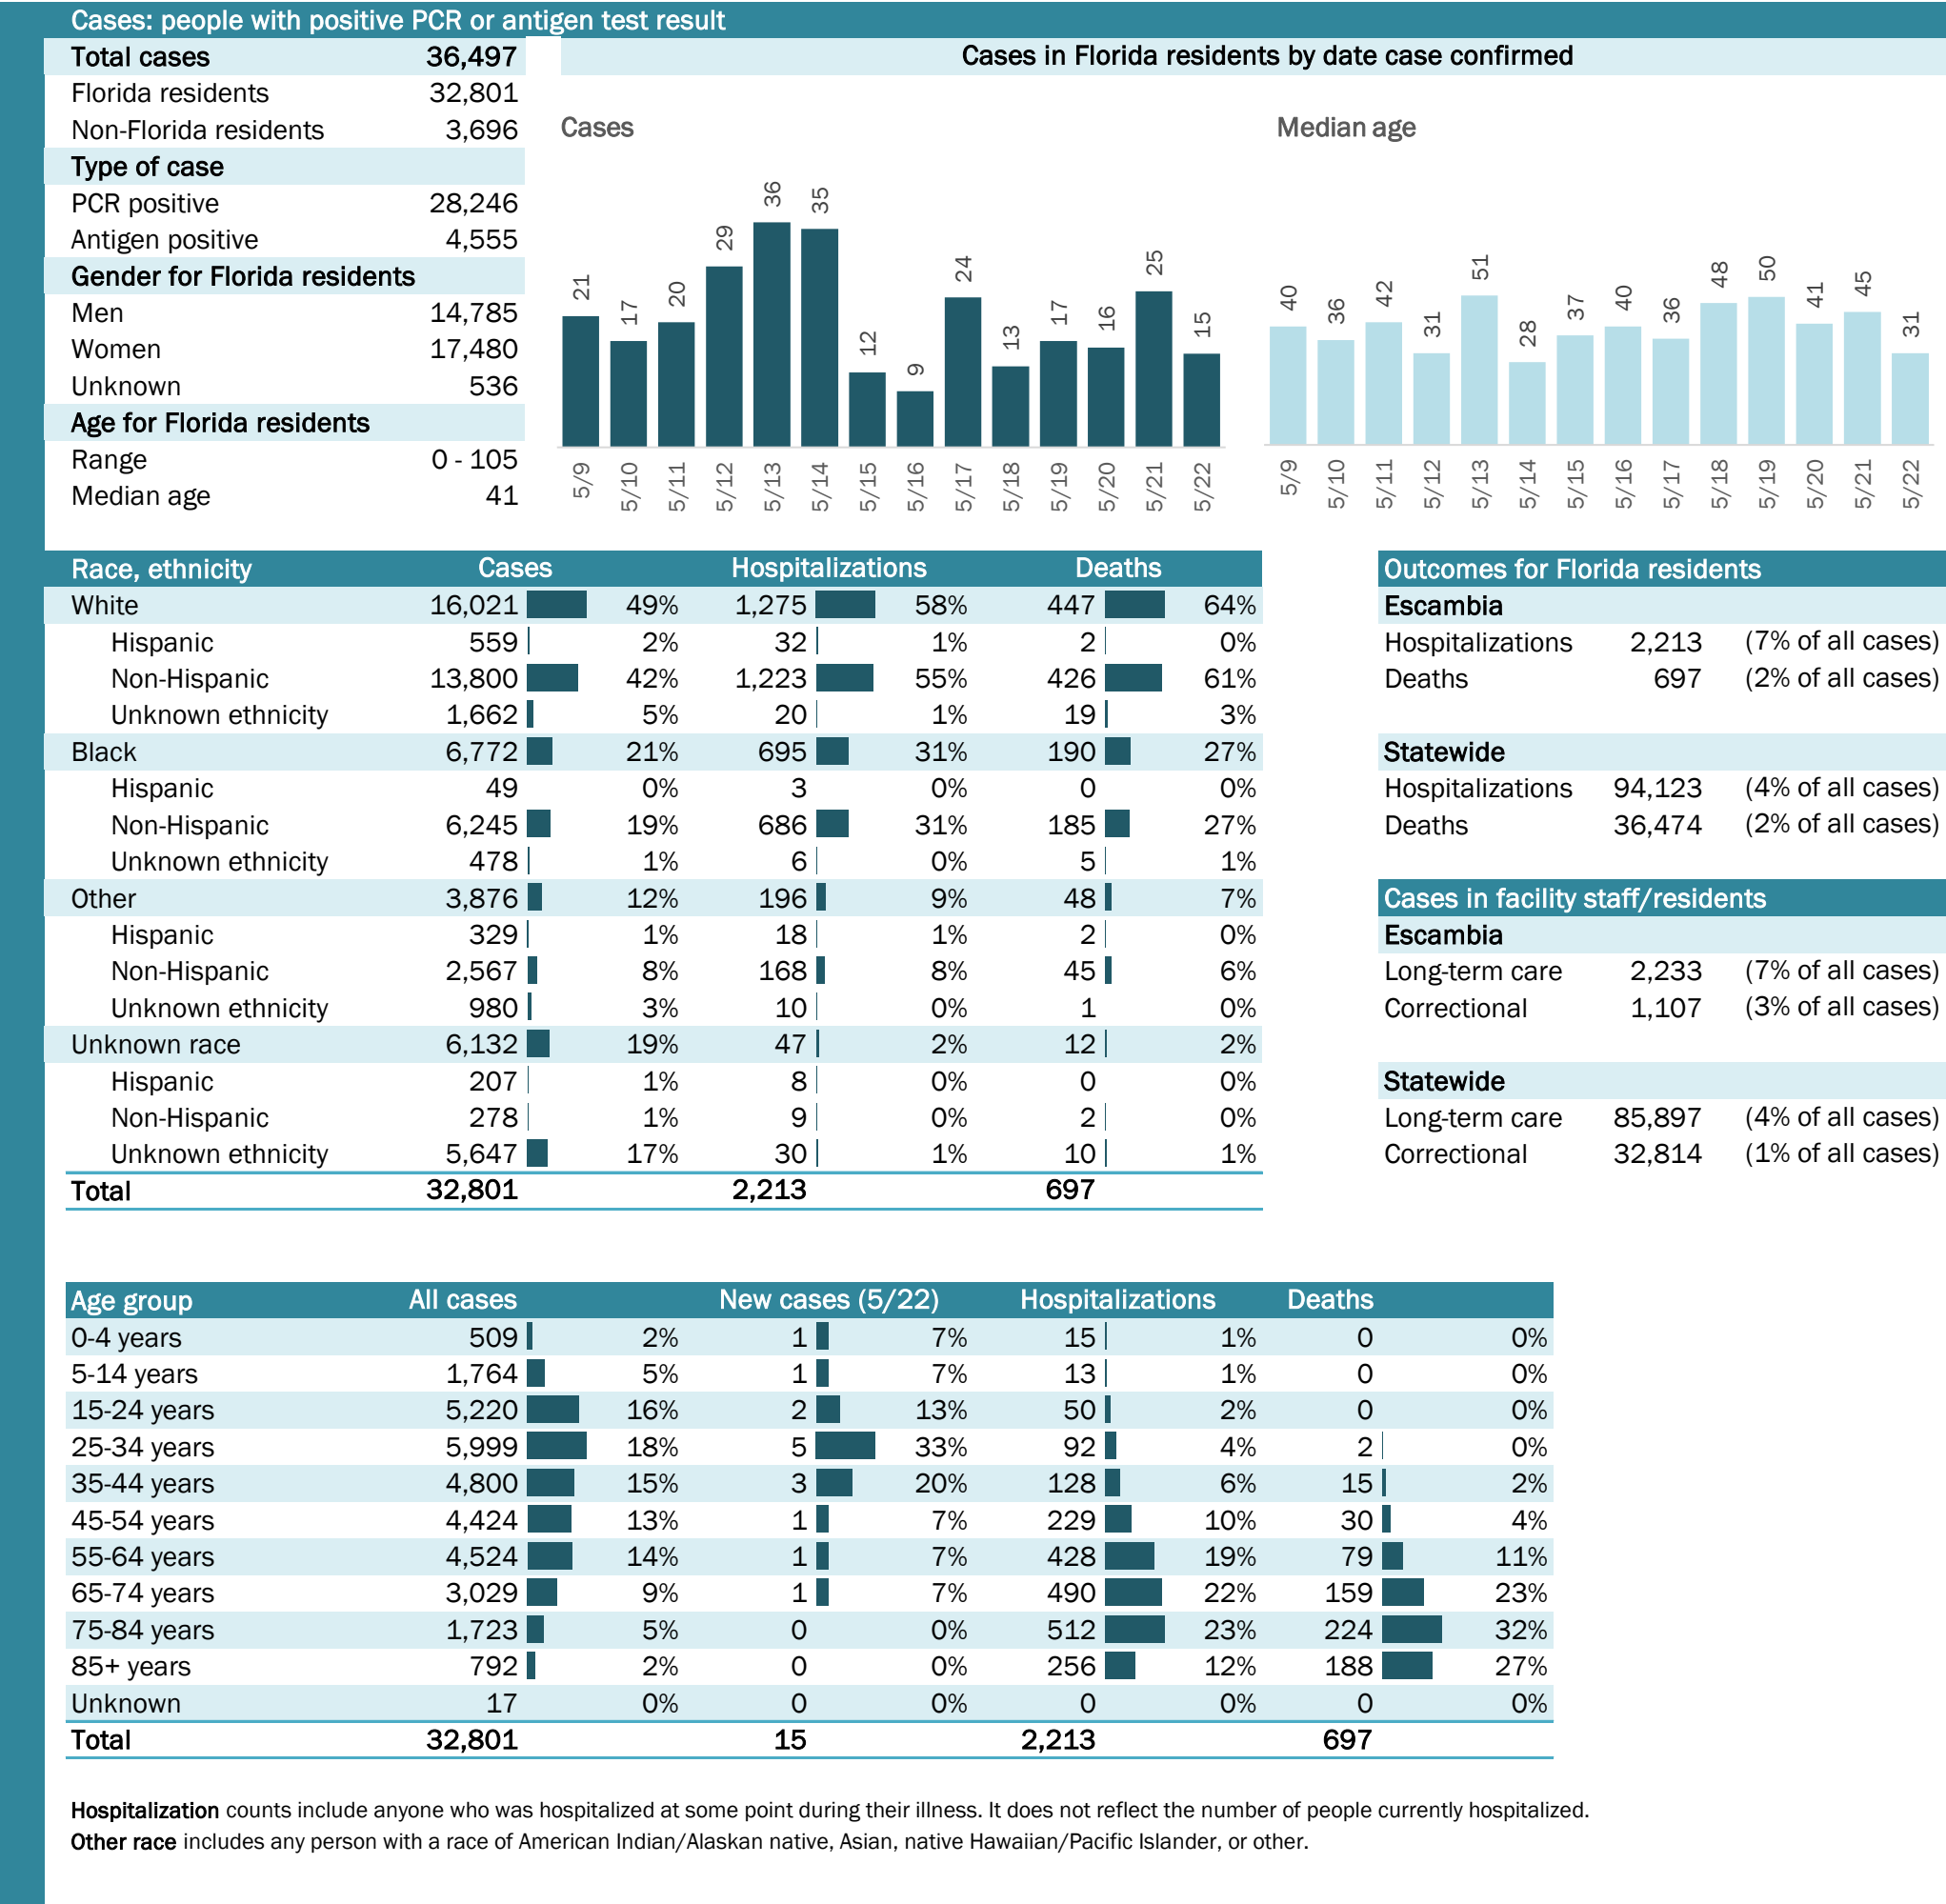 Cases: people with positive PCR or antigen test result
Total cases 36,497
Florida residents 32,801
Non-Florida residents 3,696
Type of case
PCR positive 28,246
Antigen positive 4,555
Gender for Florida residents
Men 14,785
Women 17,480
Unknown 536
Age for Florida residents
Range 0 - 105
Median age 41
Cases in Florida residents by date case confirmed
Cases
21 17 20 29 36 35 12 9 24 13 17 16 25 15
5/9 5/10 5/11 5/12 5/13 5/14 5/15 5/16 5/17 5/18 5/19 5/20 5/21 5/22
Median age
40 36 42 31 51 28 37 40 36 48 50 41 45 31
5/9 5/10 5/11 5/12 5/13 5/14 5/15 5/16 5/17 5/18 5/19 5/20 5/21 5/22
Race, ethnicity Cases Hospitalizations Deaths
White 16,021 49% 1,275 58% 447 64%
Hispanic 559 2% 32 1% 2 0%
Non-Hispanic 13,800 42% 1,223 55% 426 61%
Unknown ethnicity 1,662 5% 20 1% 19 3%
Black 6,772 21% 695 31% 190 27%
Hispanic 49 0% 3 0% 0 0%
Non-Hispanic 6,245 19% 686 31% 185 27%
Unknown ethnicity 478 1% 6 0% 5 1%
Other 3,876 12% 196 9% 48 7%
Hispanic 329 1% 18 1% 2 0%
Non-Hispanic 2,567 8% 168 8% 45 6%
Unknown ethnicity 980 3% 10 0% 1 0%
Unknown race 6,132 19% 47 2% 12 2%
Hispanic 207 1% 8 0% 0 0%
Non-Hispanic 278 1% 9 0% 2 0%
Unknown ethnicity 5,647 17% 30 1% 10 1%
Total 32,801 2,213 697
Outcomes for Florida residents
Escambia
Hospitalizations 2,213 (7% of all cases)
Deaths 697 (2% of all cases)
Statewide
Hospitalizations 94,123 (4% of all cases)
Deaths 36,474 (2% of all cases)
Cases in facility staff/residents
Escambia
Long-term care 2,233 (7% of all cases)
Correctional 1,107 (3% of all cases)
Statewide
Long-term care 85,897 (4% of all cases)
Correctional 32,814 (1% of all cases)
Age group All cases New cases (5/22) Hospitalizations Deaths
0-4 years 509 2% 1 7% 15 1% 0 0%
5-14 years 1,764 5% 1 7% 13 1% 0 0%
15-24 years 5,220 16% 2 13% 50 2% 0 0%
25-34 years 5,999 18% 5 33% 92 4% 2 0%
35-44 years 4,800 15% 3 20% 128 6% 15 2%
45-54 years 4,424 13% 1 7% 229 10% 30 4%
55-64 years 4,524 14% 1 7% 428 19% 79 11%
65-74 years 3,029 9% 1 7% 490 22% 159 23%
75-84 years 1,723 5% 0 0% 512 23% 224 32%
85+ years 792 2% 0 0% 256 12% 188 27%
Unknown 17 0% 0 0% 0 0% 0 0%
Total 32,801 15 2,213 697
Hospitalization counts include anyone who was hospitalized at some point during their illness. It does not reflect the number of people currently hospitalized.
Other race includes any person with a race of American Indian/Alaskan native, Asian, native Hawaiian/Pacific Islander, or other.